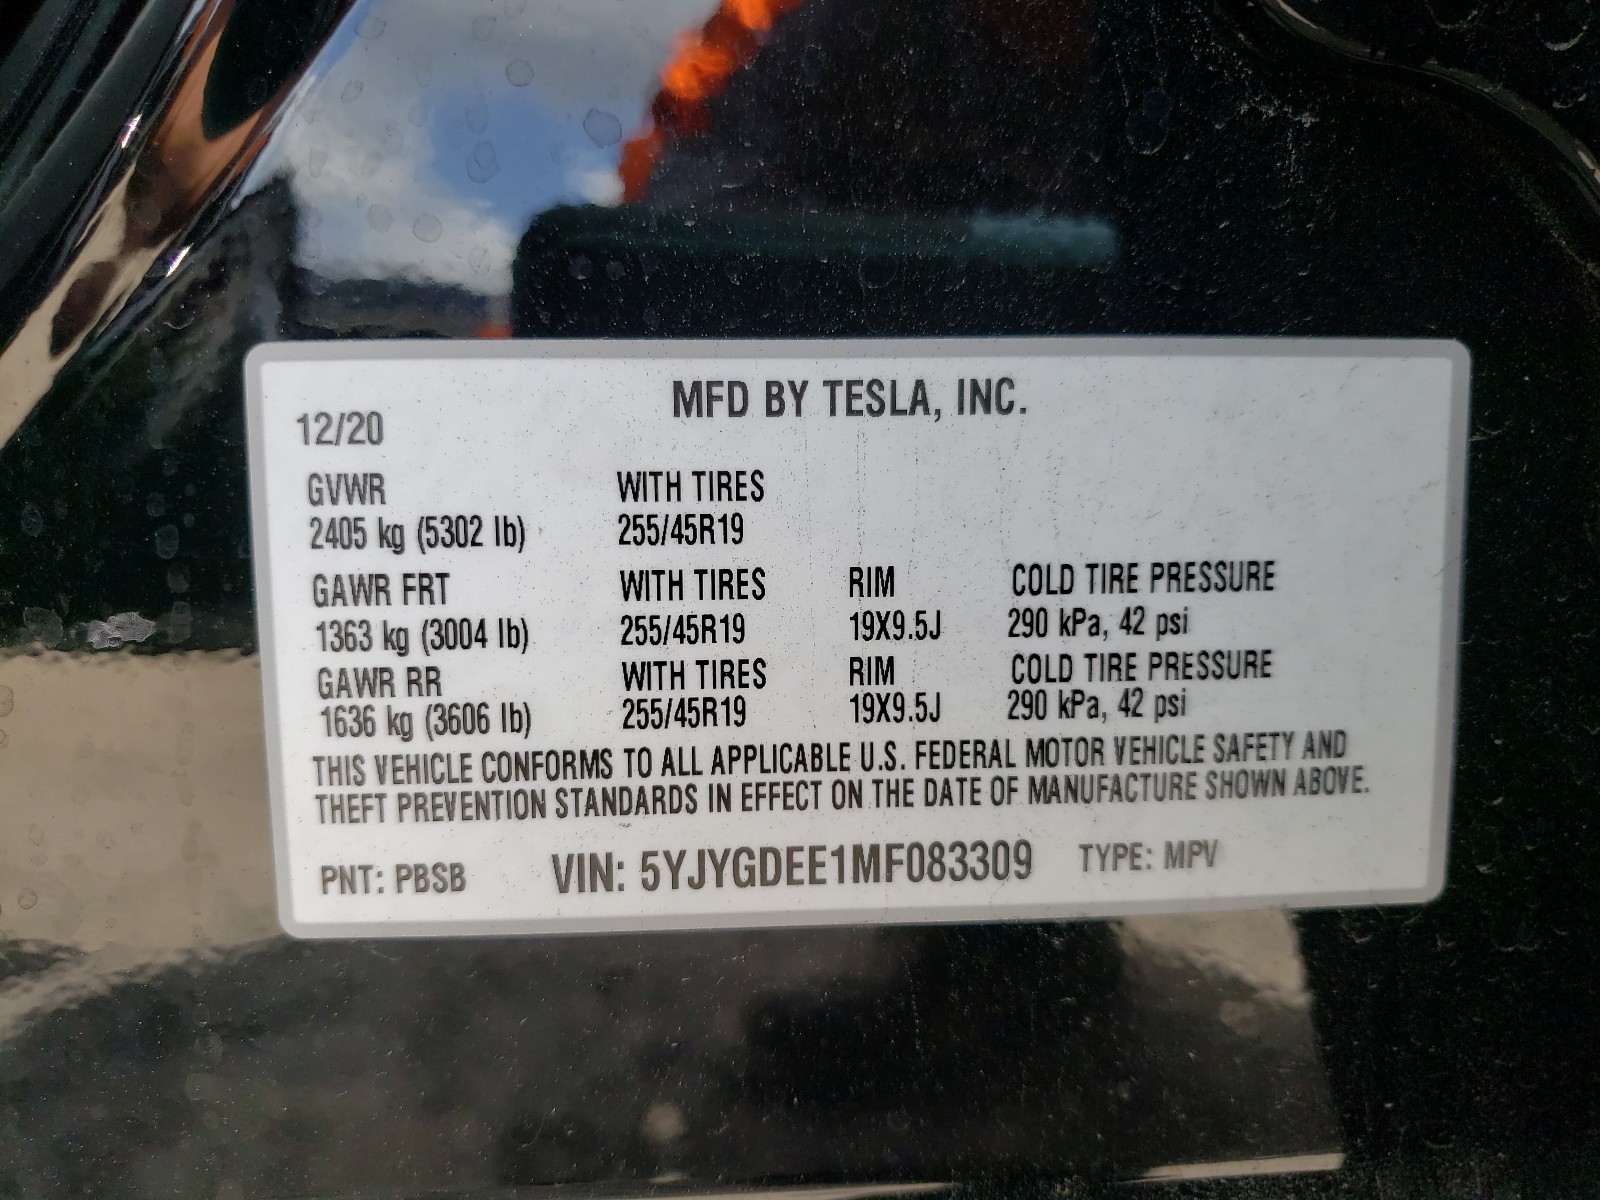 MFD BY TESLA, INC.
12/20
GVWR WITH TIRES
2405 kg (5302 lb) 255/45R19
GAWR FRT WITH TIRES RIM COLD TIRE PRESSURE
1363 kg (3004 lb) 255/45R19 19X9.5J 290 kPa, 42 psi
GAWR RR WITH TIRES RIM COLD TIRE PRESSURE
1636 kg (3606 lb) 255/45R19 19X9.5J 290 kPa, 42 psi
THIS VEHICLE CONFORMS TO ALL APPLICABLE U.S. FEDERAL MOTOR VEHICLE SAFETY AND
THEFT PREVENTION STANDARDS IN EFFECT ON THE DATE OF MANUFACTURE SHOWN ABOVE.
PNT: PBSB VIN: 5YJYGDEE1MF083309 TYPE: MPV